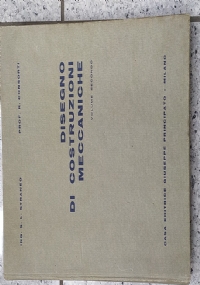 ING. S. L. STRANEO PROF. R. CONSORTI
DISEGNO
DI COSTRUZIONI
MECCANICHE
VOLUME SECONDO
CASA EDITRICE GIUSEPPE PRINCIPATO - MILANO